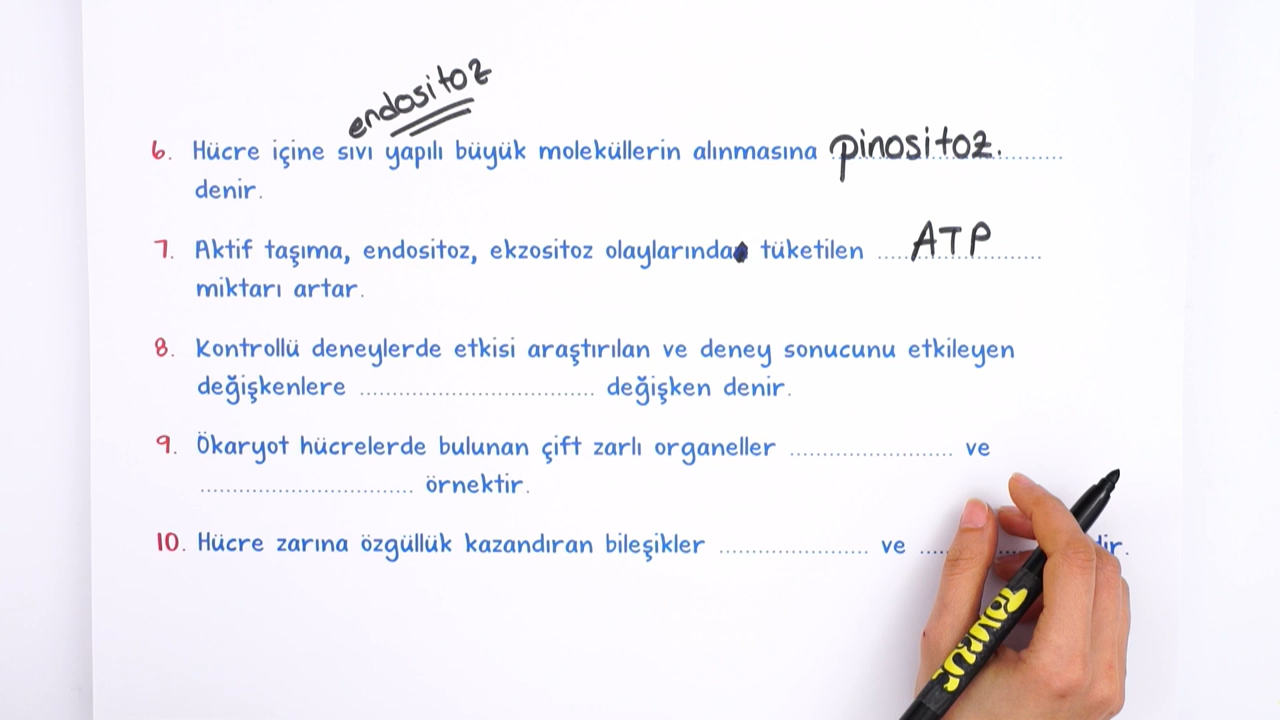 endositoz
6. Hücre içine sıvı yapılı büyük moleküllerin alınmasına pinositoz.............
denir.
7. Aktif taşıma, endositoz, ekzositoz olaylarında tüketilen ..... ATP ..........
miktarı artar.
8. Kontrollü deneylerde etkisi araştırılan ve deney sonucunu etkileyen
değişkenlere .................................. değişken denir.
9. Ökaryot hücrelerde bulunan çift zarlı organeller ........................ ve
............................... örnektir.
10. Hücre zarına özgüllük kazandıran bileşikler ...................... ve ........ dir.
TONGUÇ